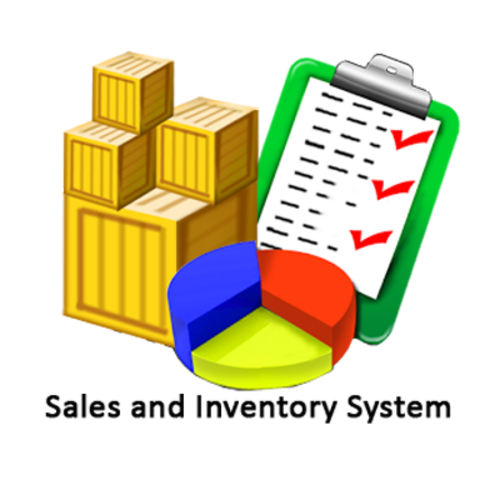 Sales and Inventory System